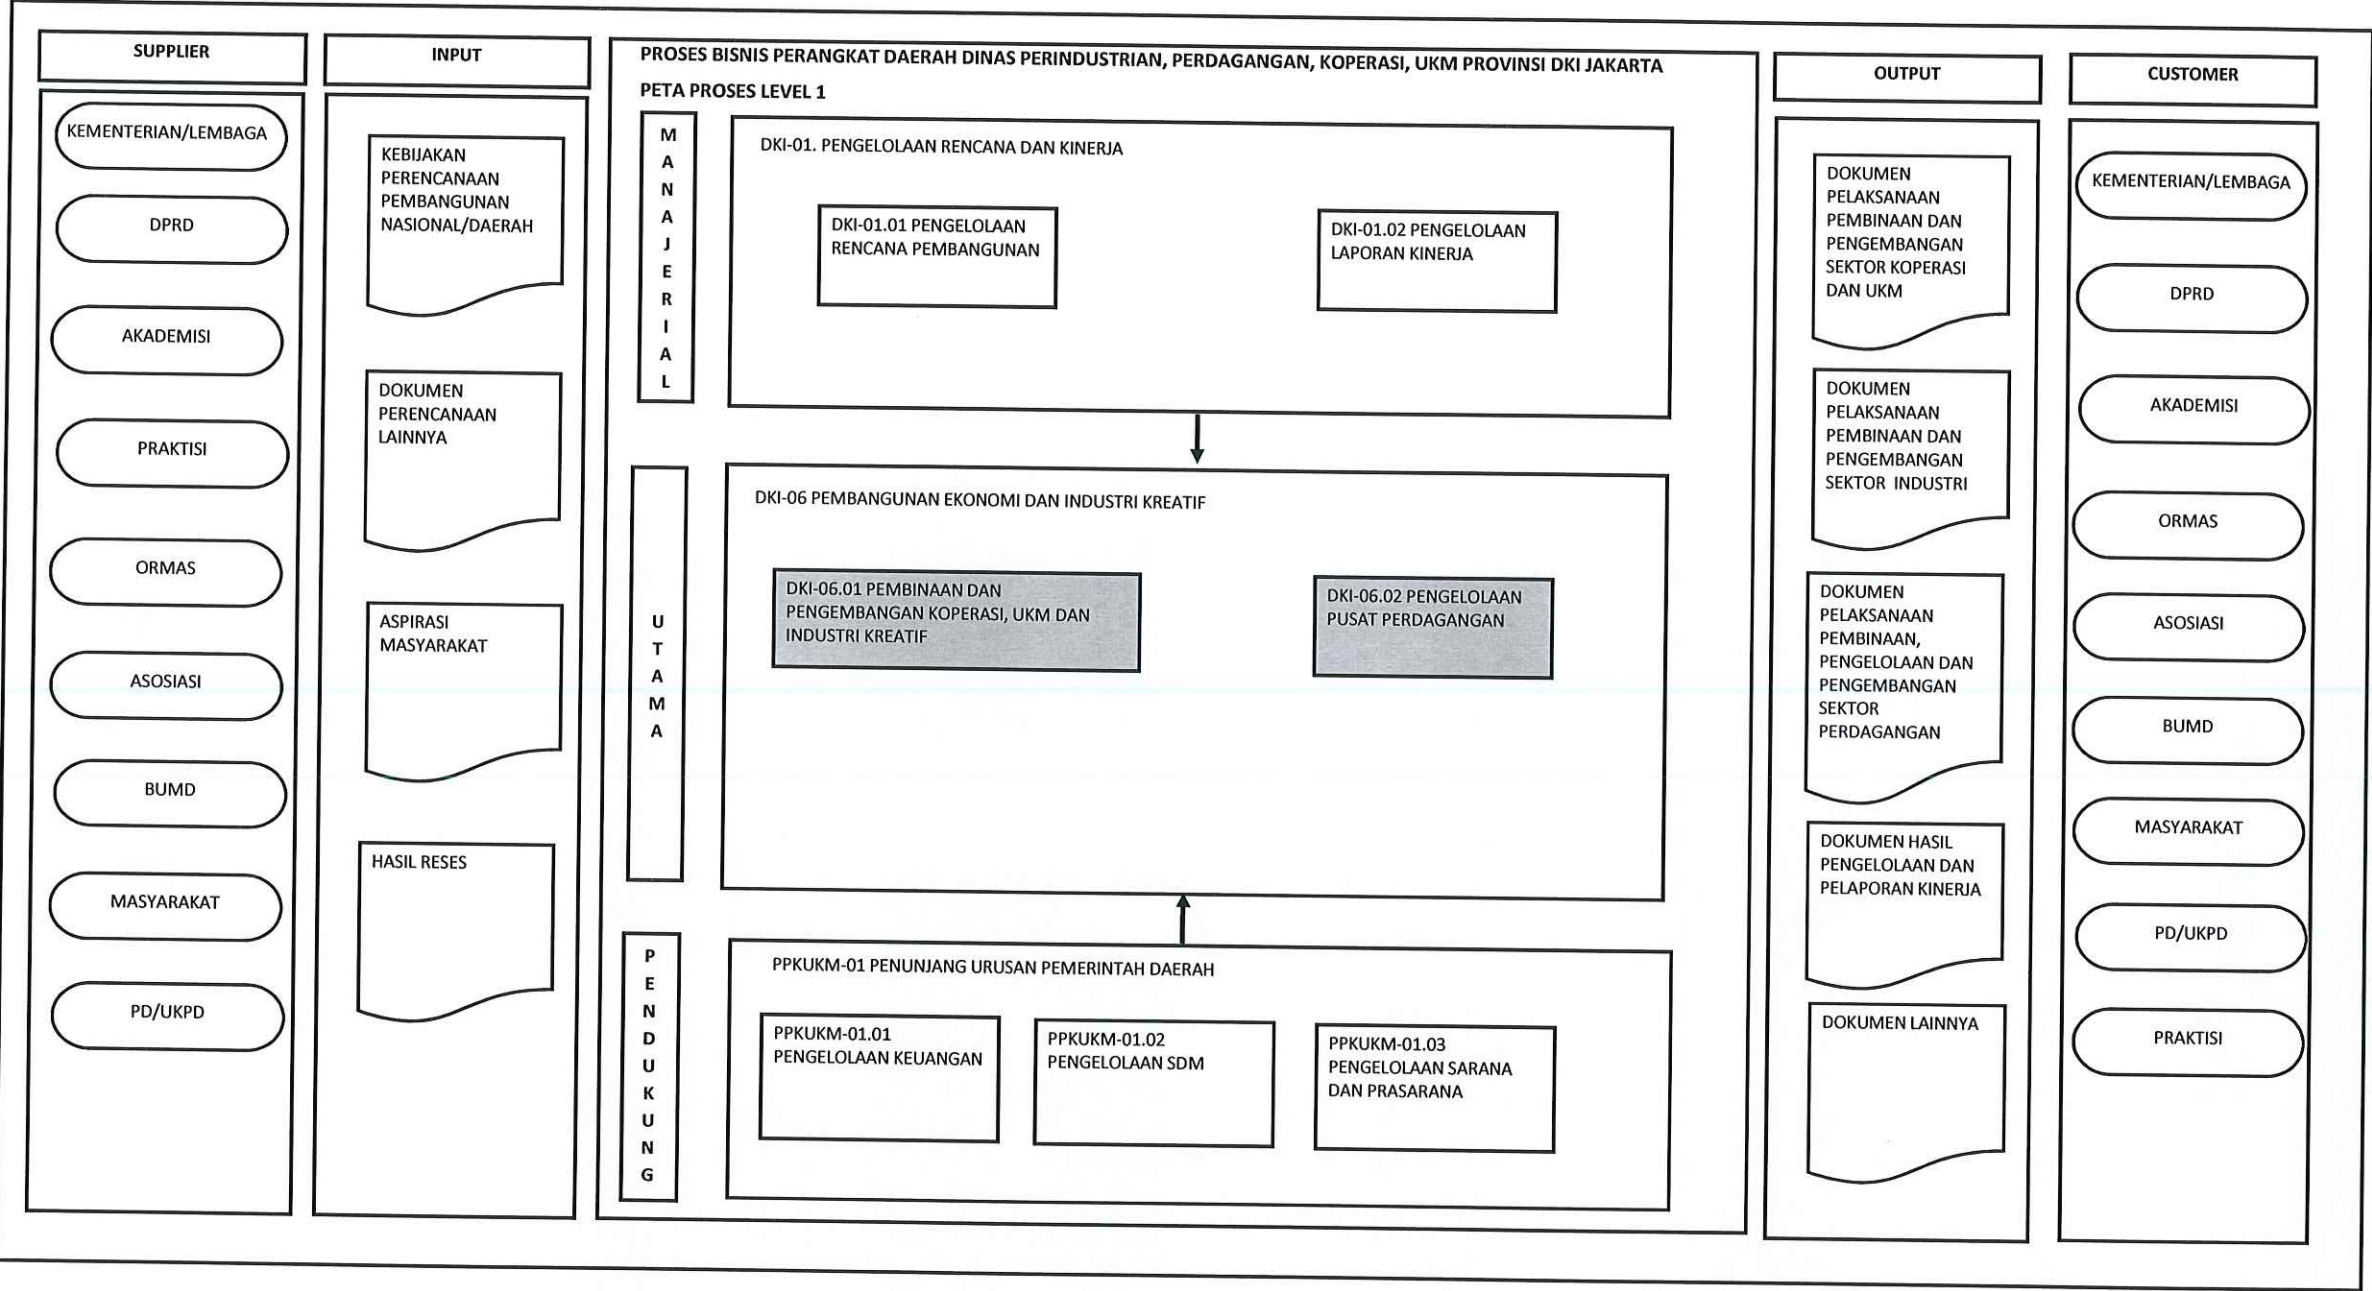 SUPPLIER
KEMENTERIAN/LEMBAGA
DPRD
AKADEMISI
PRAKTISI
ORMAS
ASOSIASI
BUMD
MASYARAKAT
PD/UKPD
INPUT
KEBIJAKAN
PERENCANAAN
PEMBANGUNAN
NASIONAL/DAERAH
DOKUMEN
PERENCANAAN
LAINNYA
ASPIRASI
MASYARAKAT
HASIL RESES
PROSES BISNIS PERANGKAT DAERAH DINAS PERINDUSTRIAN, PERDAGANGAN, KOPERASI, UKM PROVINSI DKI JAKARTA
PETA PROSES LEVEL 1
M
A
N
A
J
E
R
I
A
L
DKI-01. PENGELOLAAN RENCANA DAN KINERJA
DKI-01.01 PENGELOLAAN
RENCANA PEMBANGUNAN
DKI-01.02 PENGELOLAAN
LAPORAN KINERJA
U
T
A
M
A
DKI-06 PEMBANGUNAN EKONOMI DAN INDUSTRI KREATIF
DKI-06.01 PEMBINAAN DAN
PENGEMBANGAN KOPERASI, UKM DAN
INDUSTRI KREATIF
DKI-06.02 PENGELOLAAN
PUSAT PERDAGANGAN
P
E
N
D
U
K
U
N
G
PPKUKM-01 PENUNJANG URUSAN PEMERINTAH DAERAH
PPKUKM-01.01
PENGELOLAAN KEUANGAN
PPKUKM-01.02
PENGELOLAAN SDM
PPKUKM-01.03
PENGELOLAAN SARANA
DAN PRASARANA
OUTPUT
DOKUMEN
PELAKSANAAN
PEMBINAAN DAN
PENGEMBANGAN
SEKTOR KOPERASI
DAN UKM
DOKUMEN
PELAKSANAAN
PEMBINAAN DAN
PENGEMBANGAN
SEKTOR INDUSTRI
DOKUMEN
PELAKSANAAN
PEMBINAAN,
PENGELOLAAN DAN
PENGEMBANGAN
SEKTOR
PERDAGANGAN
DOKUMEN HASIL
PENGELOLAAN DAN
PELAPORAN KINERJA
DOKUMEN LAINNYA
CUSTOMER
KEMENTERIAN/LEMBAGA
DPRD
AKADEMISI
ORMAS
ASOSIASI
BUMD
MASYARAKAT
PD/UKPD
PRAKTISI